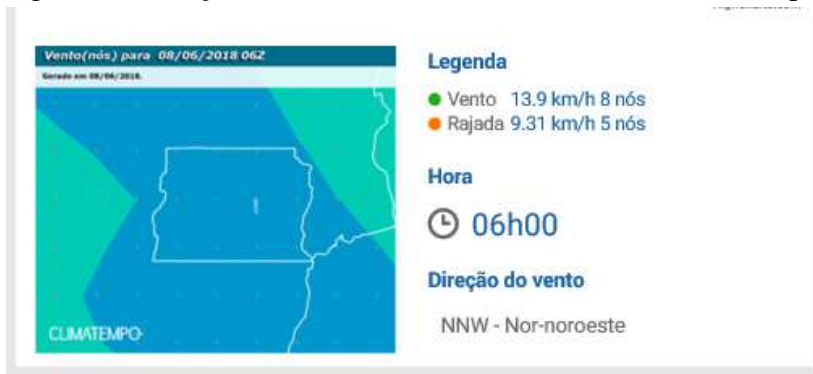 Vento(nós) para 08/06/2018 06Z
Gerado em 08/06/2018.
CLIMATEMPO
Legenda
Vento 13.9 km/h 8 nós
Rajada 9.31 km/h 5 nós
Hora
06h00
Direção do vento
NNW - Nor-noroeste